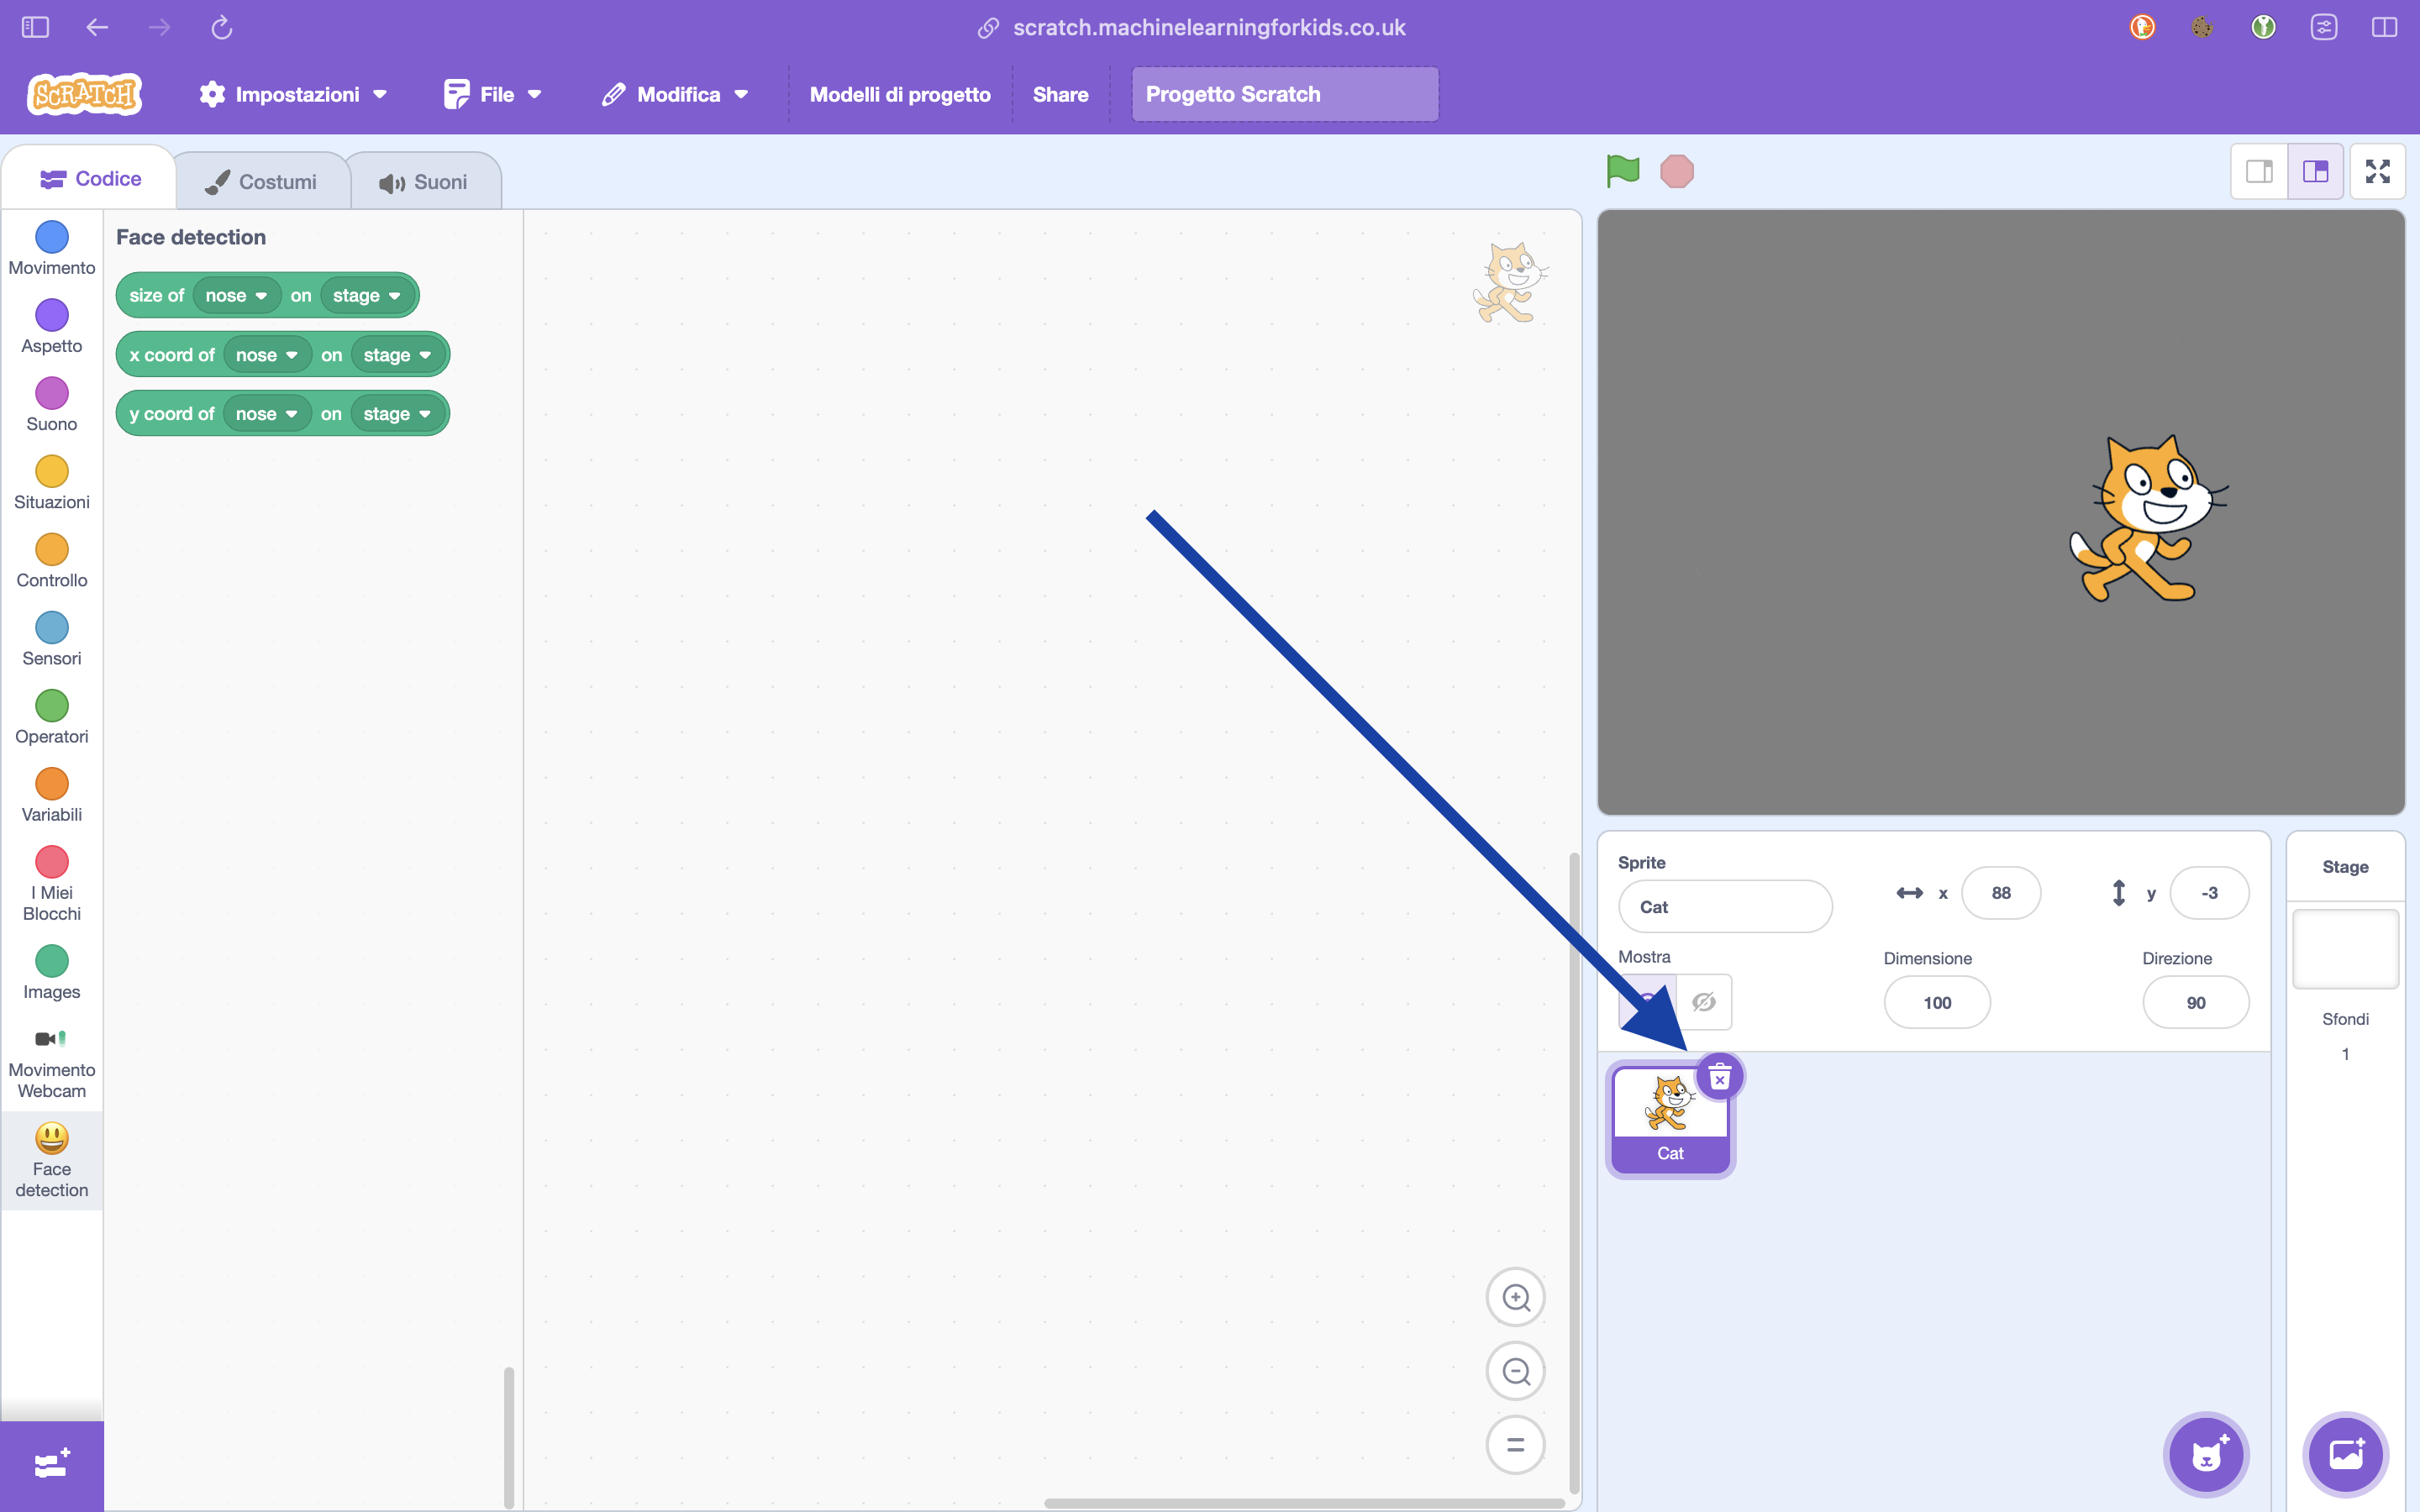 scratch.machinelearningforkids.co.uk
SCRATCH
Impostazioni
File
Modifica
Modelli di progetto
Share
Progetto Scratch
Codice
Costumi
Suoni
Movimento
Aspetto
Suono
Situazioni
Controllo
Sensori
Operatori
Variabili
I Miei
Blocchi
Images
Movimento
Webcam
Face
detection
Face detection
size of nose on stage
x coord of nose on stage
y coord of nose on stage
Sprite
Cat
x 88
y -3
Mostra
Dimensione
100
Direzione
90
Cat
Stage
Sfondi
1